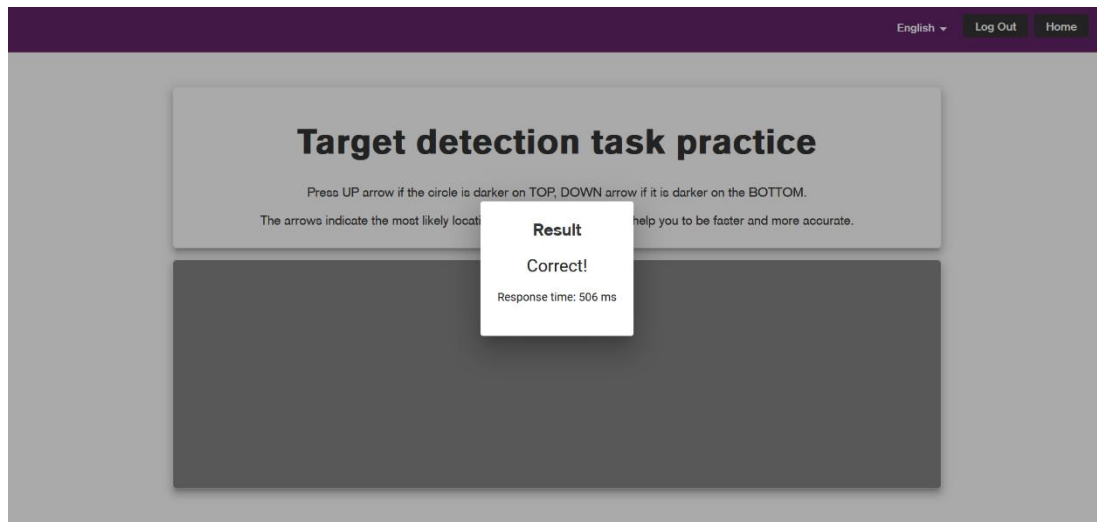 English
Log Out
Home
Target detection task practice
Press UP arrow if the circle is darker on TOP, DOWN arrow if it is darker on the BOTTOM.
The arrows indicate the most likely help you to be faster and more accurate.
Result
Correct!
Response time: 506 ms